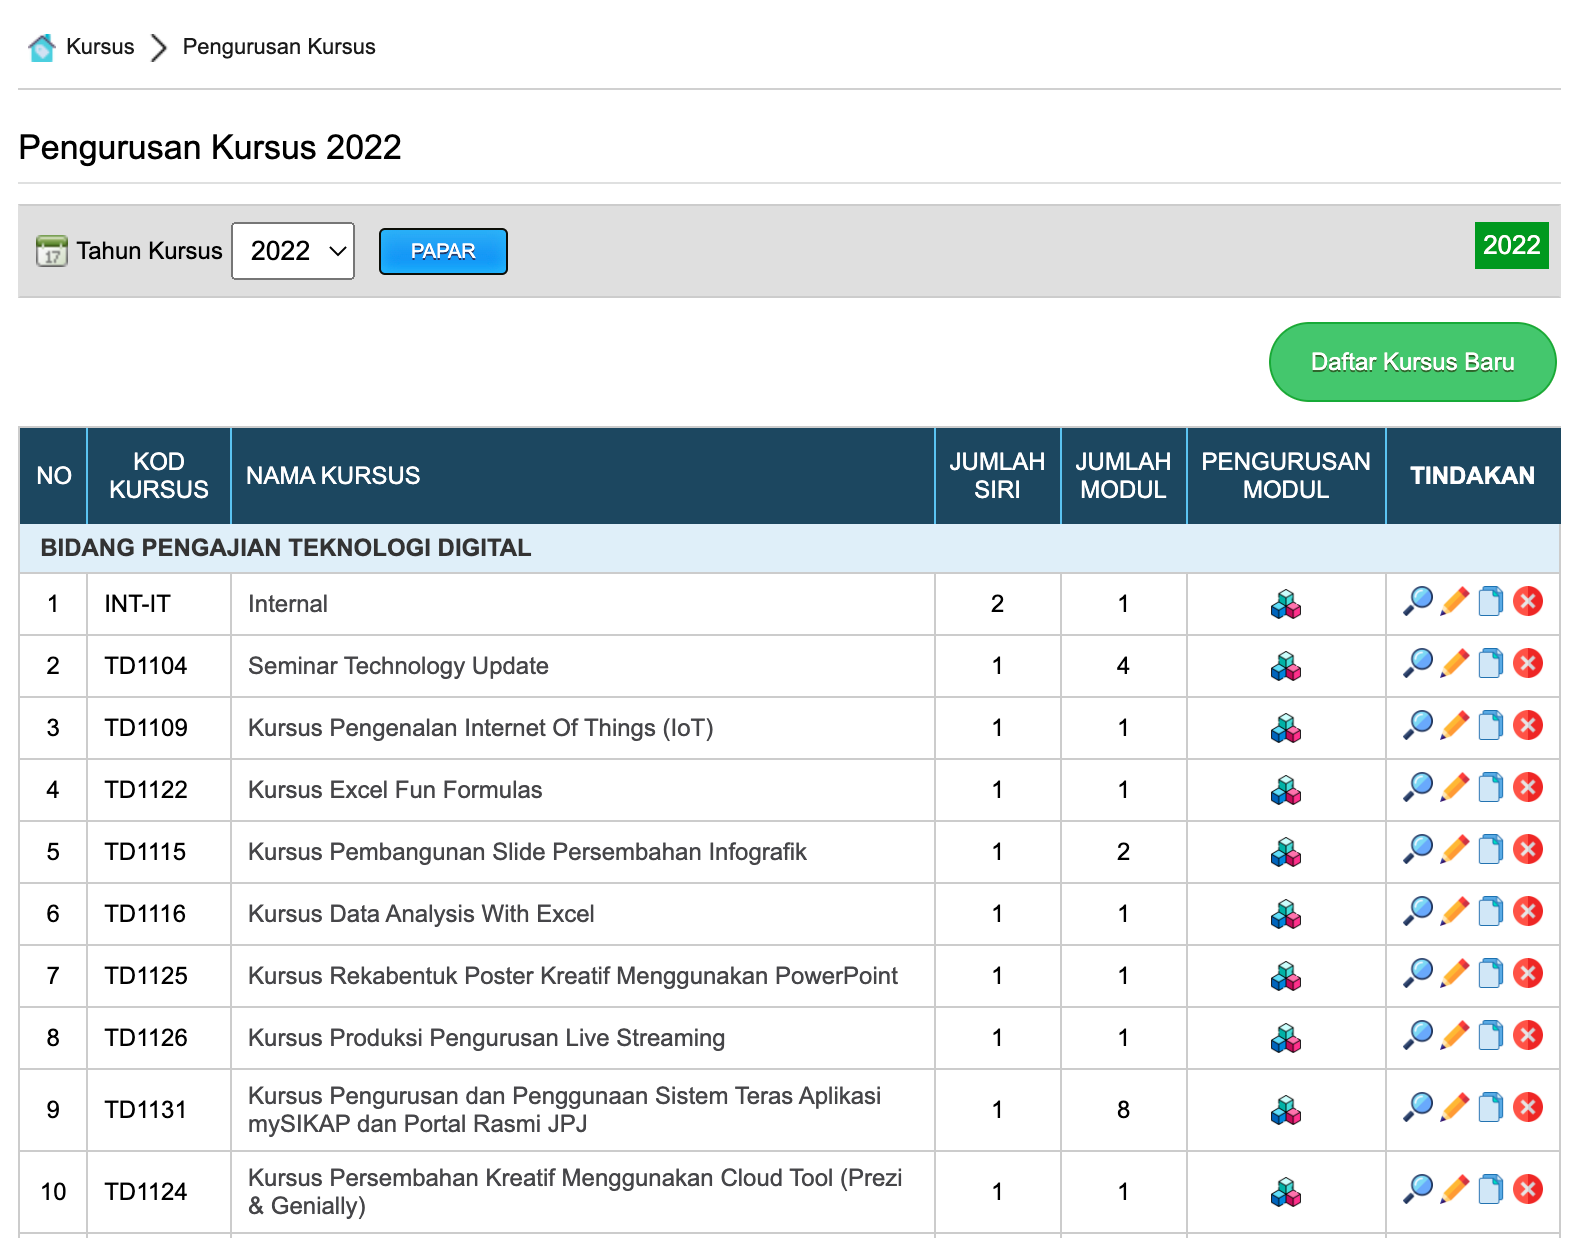 Kursus Pengurusan Kursus
Pengurusan Kursus 2022
17 Tahun Kursus 2022 PAPAR 2022
Daftar Kursus Baru
NO KOD KURSUS NAMA KURSUS JUMLAH SIRI JUMLAH MODUL PENGURUSAN MODUL TINDAKAN
BIDANG PENGAJIAN TEKNOLOGI DIGITAL
1 INT-IT Internal 2 1
2 TD1104 Seminar Technology Update 1 4
3 TD1109 Kursus Pengenalan Internet Of Things (IoT) 1 1
4 TD1122 Kursus Excel Fun Formulas 1 1
5 TD1115 Kursus Pembangunan Slide Persembahan Infografik 1 2
6 TD1116 Kursus Data Analysis With Excel 1 1
7 TD1125 Kursus Rekabentuk Poster Kreatif Menggunakan PowerPoint 1 1
8 TD1126 Kursus Produksi Pengurusan Live Streaming 1 1
9 TD1131 Kursus Pengurusan dan Penggunaan Sistem Teras Aplikasi
mySIKAP dan Portal Rasmi JPJ 1 8
10 TD1124 Kursus Persembahan Kreatif Menggunakan Cloud Tool (Prezi
& Genially) 1 1